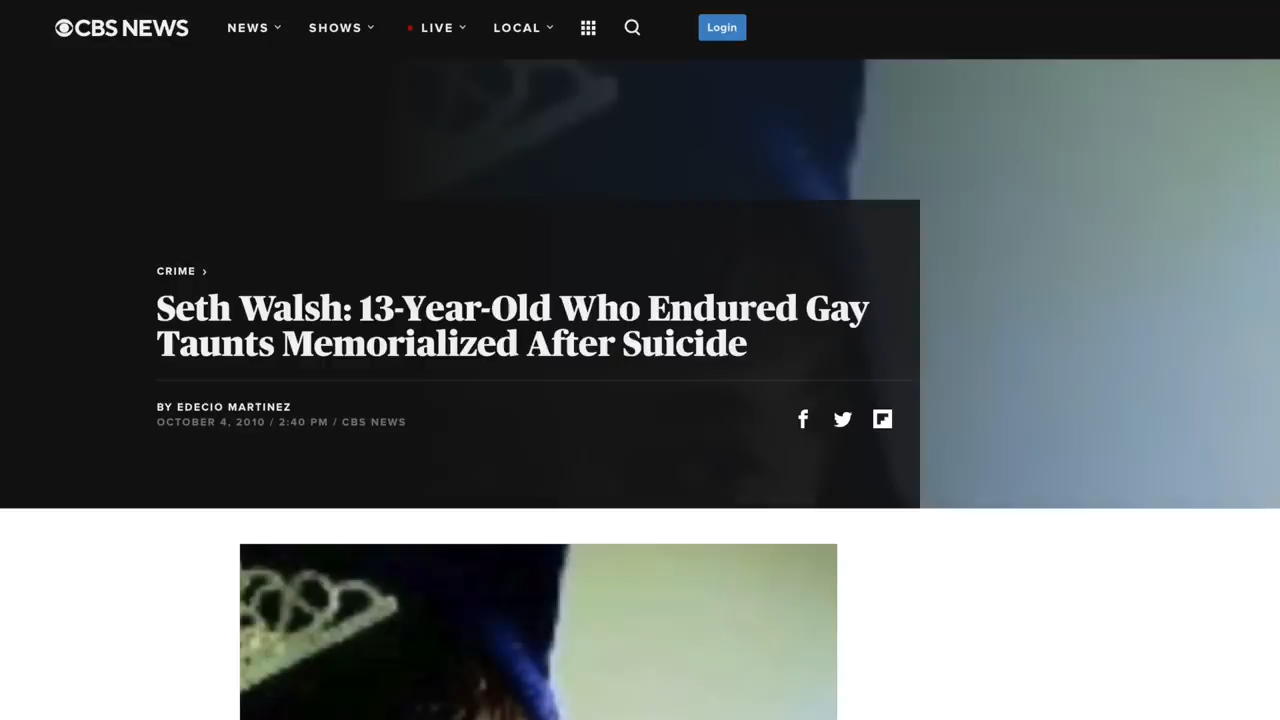 CBS NEWS NEWS SHOWS LIVE LOCAL Login
CRIME ›
Seth Walsh: 13-Year-Old Who Endured Gay
Taunts Memorialized After Suicide
BY EDECIO MARTINEZ
OCTOBER 4, 2010 / 2:40 PM / CBS NEWS